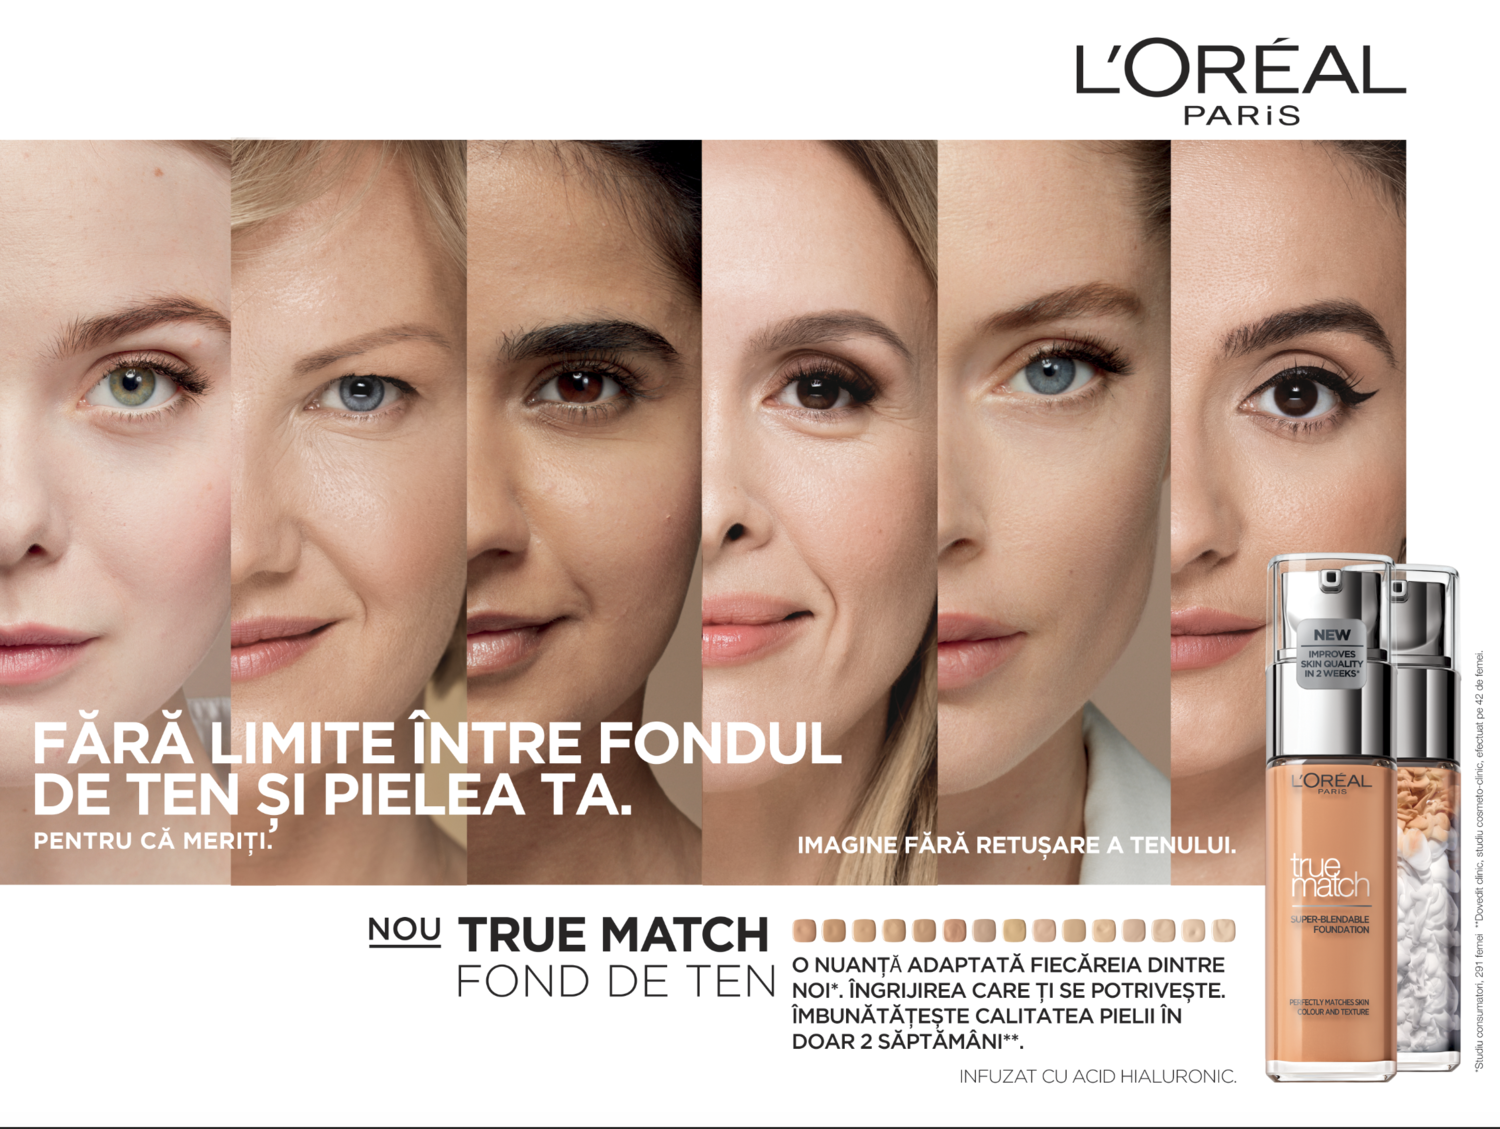 L'ORÉAL
PARiS
FĂRĂ LIMITE ÎNTRE FONDUL
DE TEN ȘI PIELEA TA.
PENTRU CĂ MERIȚI.
IMAGINE FĂRĂ RETUȘARE A TENULUI.
NOU TRUE MATCH
FOND DE TEN
O NUANȚĂ ADAPTATĂ FIECĂREIA DINTRE
NOI*. ÎNGRIJIREA CARE ȚI SE POTRIVEȘTE.
ÎMBUNĂTĂȚEȘTE CALITATEA PIELII ÎN
DOAR 2 SĂPTĂMÂNI**.
INFUZAT CU ACID HIALURONIC.
NEW
IMPROVES
SKIN QUALITY
IN 2 WEEKS*
L'ORÉAL
PARIS
true
match
SUPER-BLENDABLE
FOUNDATION
PERFECTLY MATCHES SKIN
COLOUR AND TEXTURE
*Studiu consumatori, 291 femei **Dovedit clinic, studiu cosmeto-clinic, efectuat pe 42 de femei.